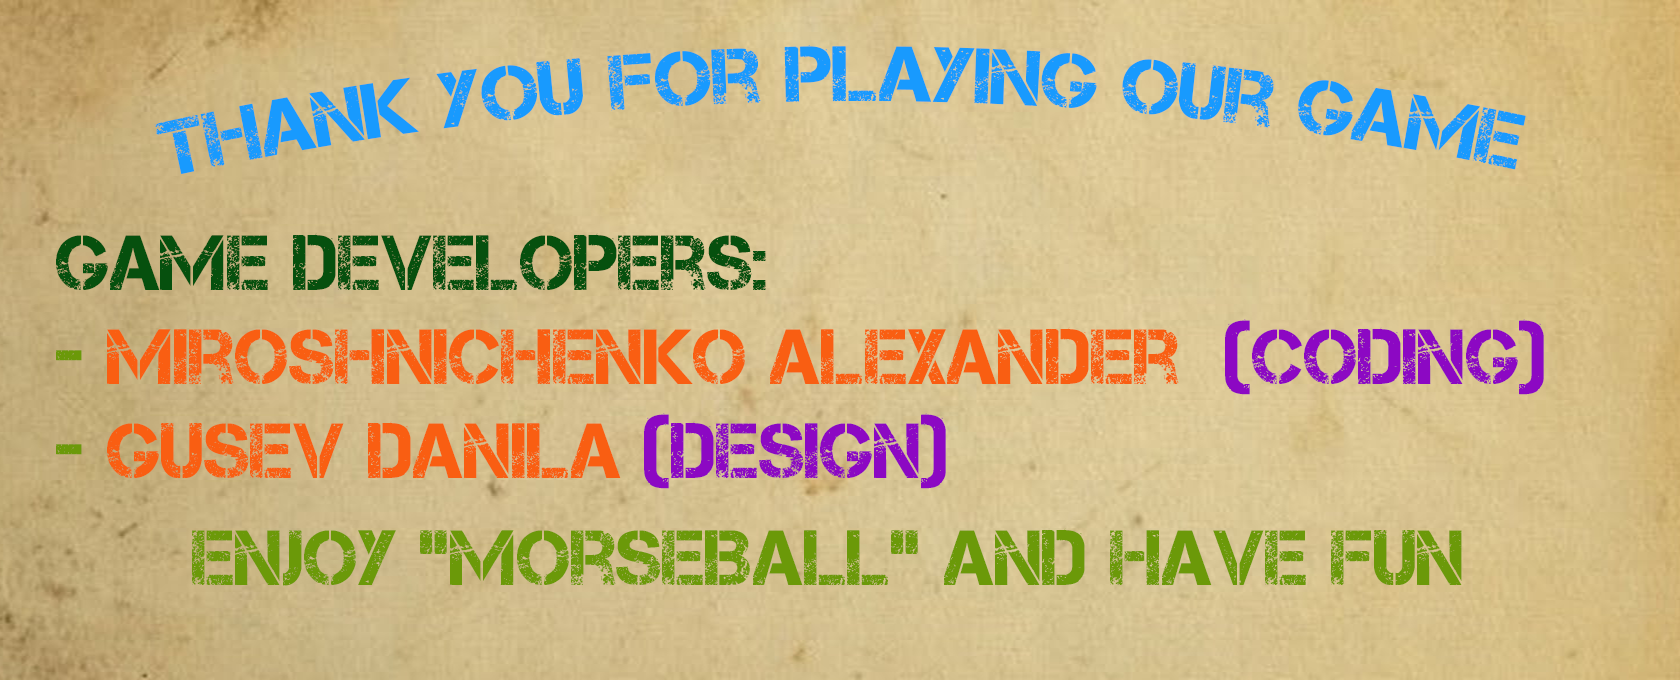 THANK YOU FOR PLAYING OUR GAME
GAME DEVELOPERS:
- MIROSHNICHENKO ALEXANDER (CODING)
- GUSEV DANILA (DESIGN)
ENJOY "MORSEBALL" AND HAVE FUN